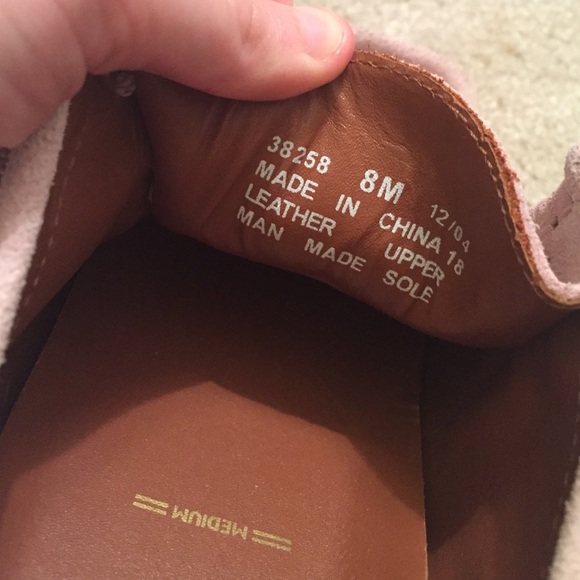 38258 8M 12/04
MADE IN CHINA 18
LEATHER UPPER
MAN MADE SOLE
MEDIUM